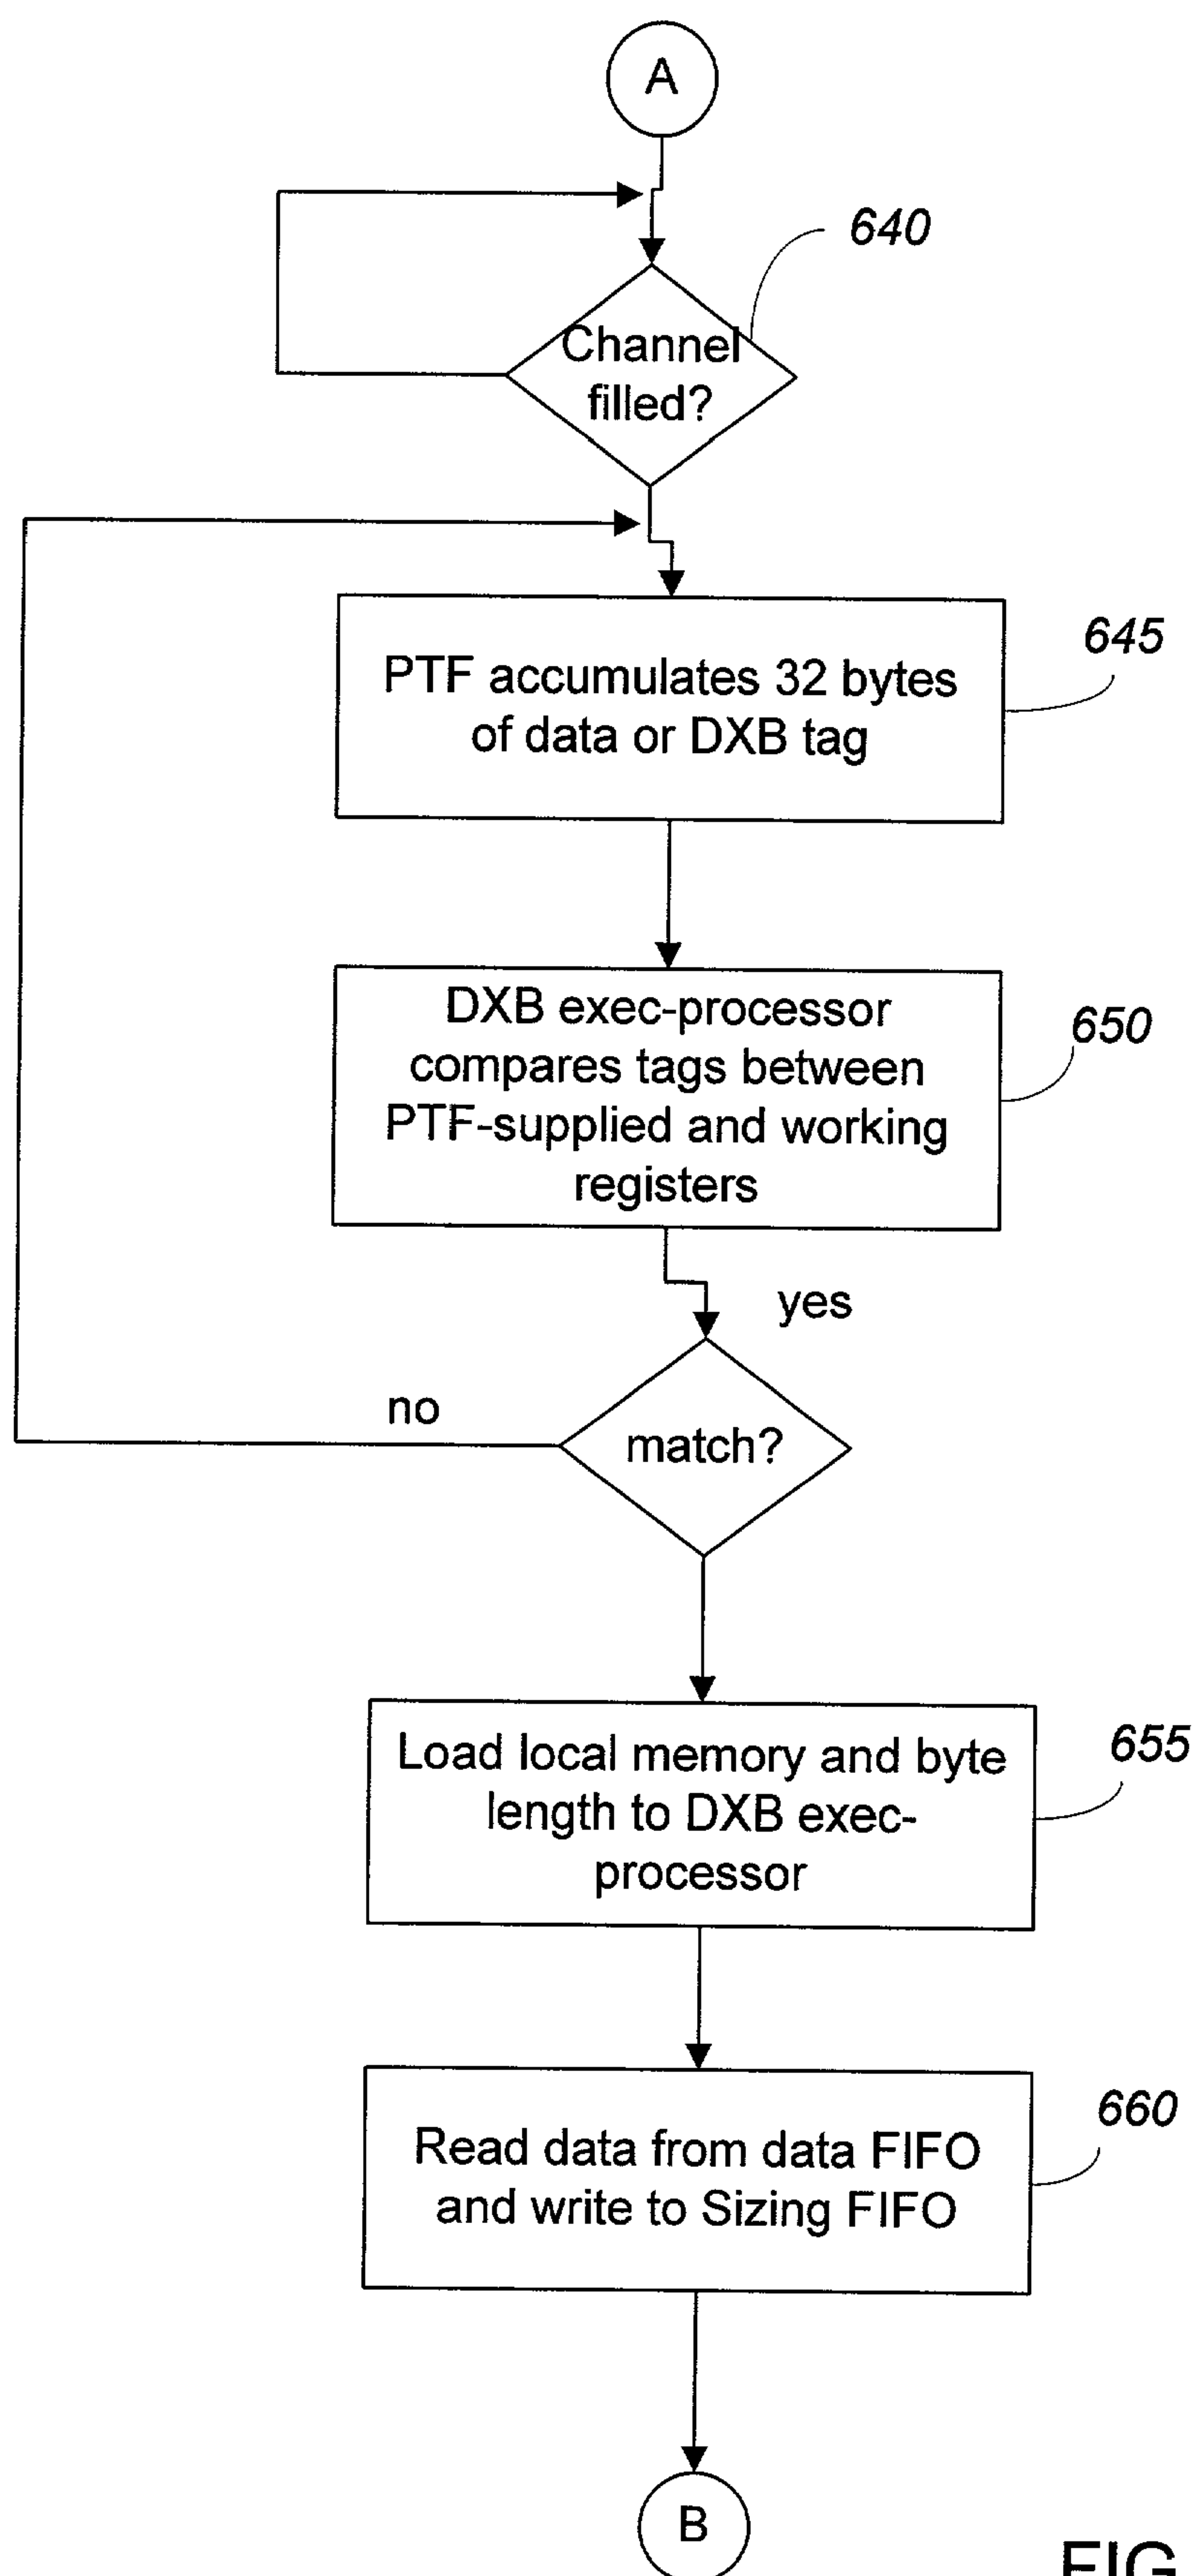 A
640
Channel
filled?
645
PTF accumulates 32 bytes
of data or DXB tag
650
DXB exec-processor
compares tags between
PTF-supplied and working
registers
yes
no
match?
655
Load local memory and byte
length to DXB exec-
processor
660
Read data from data FIFO
and write to Sizing FIFO
B
FIG